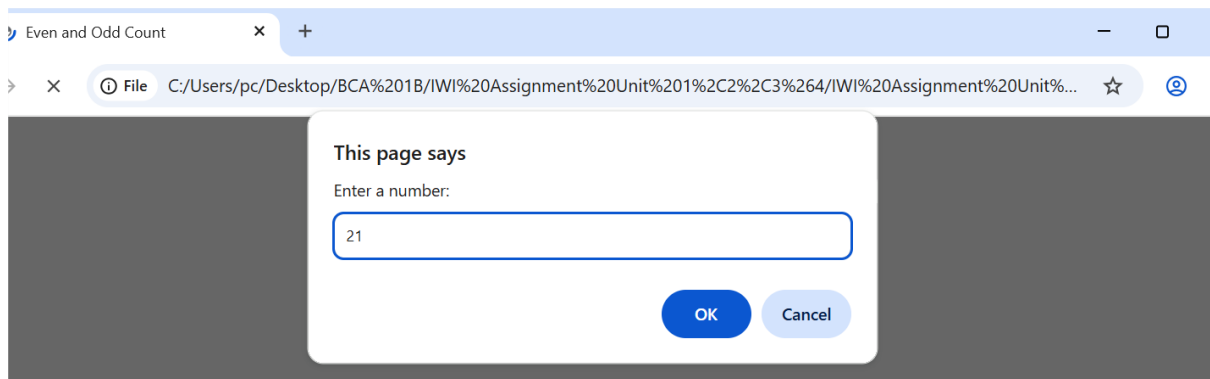 Even and Odd Count
File C:/Users/pc/Desktop/BCA%201B/IWI%20Assignment%20Unit%201%2C2%2C3%264/IWI%20Assignment%20Unit%...
This page says
Enter a number:
21
OK Cancel